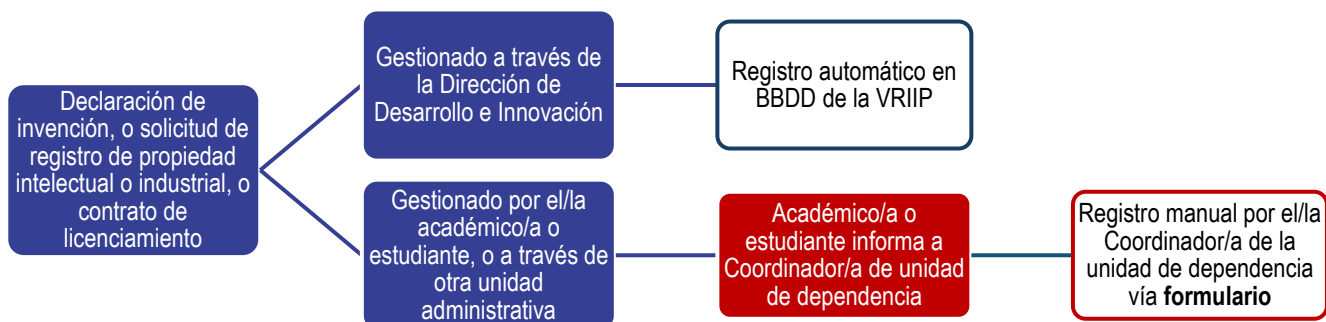 Declaración de
invención, o solicitud de
registro de propiedad
intelectual o industrial, o
contrato de
licenciamiento
Gestionado a través de
la Dirección de
Desarrollo e Innovación
Registro automático en
BBDD de la VRIIP
Gestionado por el/la
académico/a o
estudiante, o a través de
otra unidad
administrativa
Académico/a o
estudiante informa a
Coordinador/a de unidad
de dependencia
Registro manual por el/la
Coordinador/a de la
unidad de dependencia
vía formulario